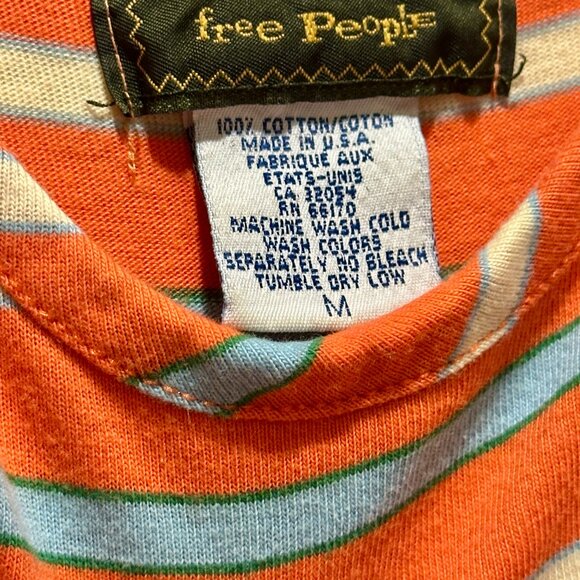 free People
100% COTTON/COTON
MADE IN U.S.A.
FABRIQUE AUX
ETATS-UNIS
CA 32054
RN 66170
MACHINE WASH COLD
WASH COLORS
SEPARATELY NO BLEACH
TUMBLE DRY LOW
M